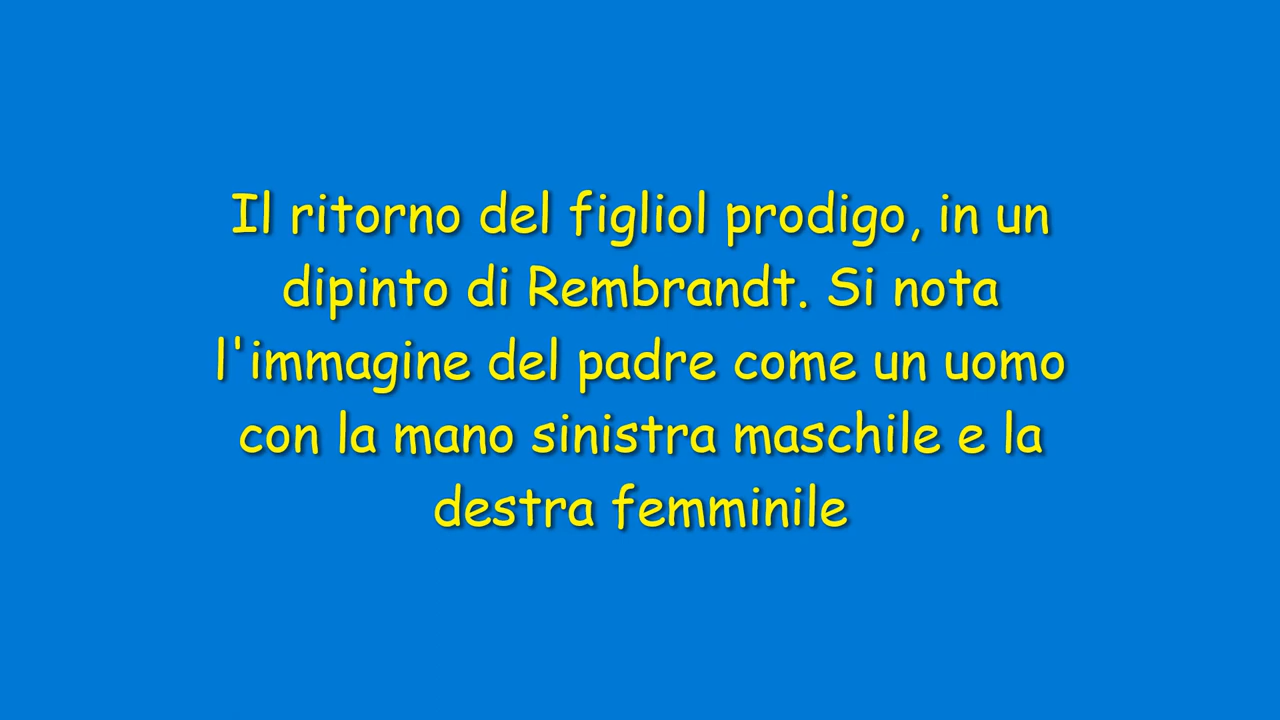 Il ritorno del figliol prodigo, in un
dipinto di Rembrandt. Si nota
l'immagine del padre come un uomo
con la mano sinistra maschile e la
destra femminile